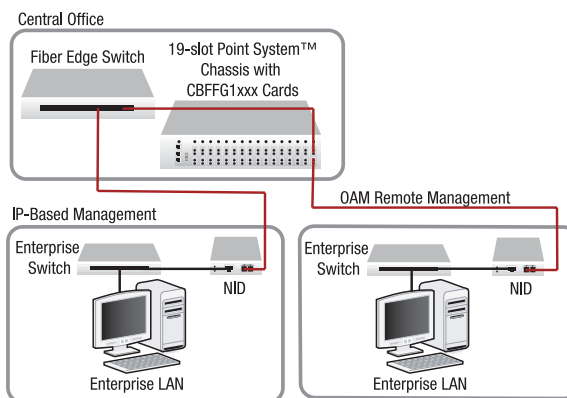 Central Office
Fiber Edge Switch
19-slot Point System™
Chassis with
CBFFG1xxx Cards
OAM Remote Management
IP-Based Management
Enterprise
Switch
NID
Enterprise LAN
Enterprise
Switch
NID
Enterprise LAN